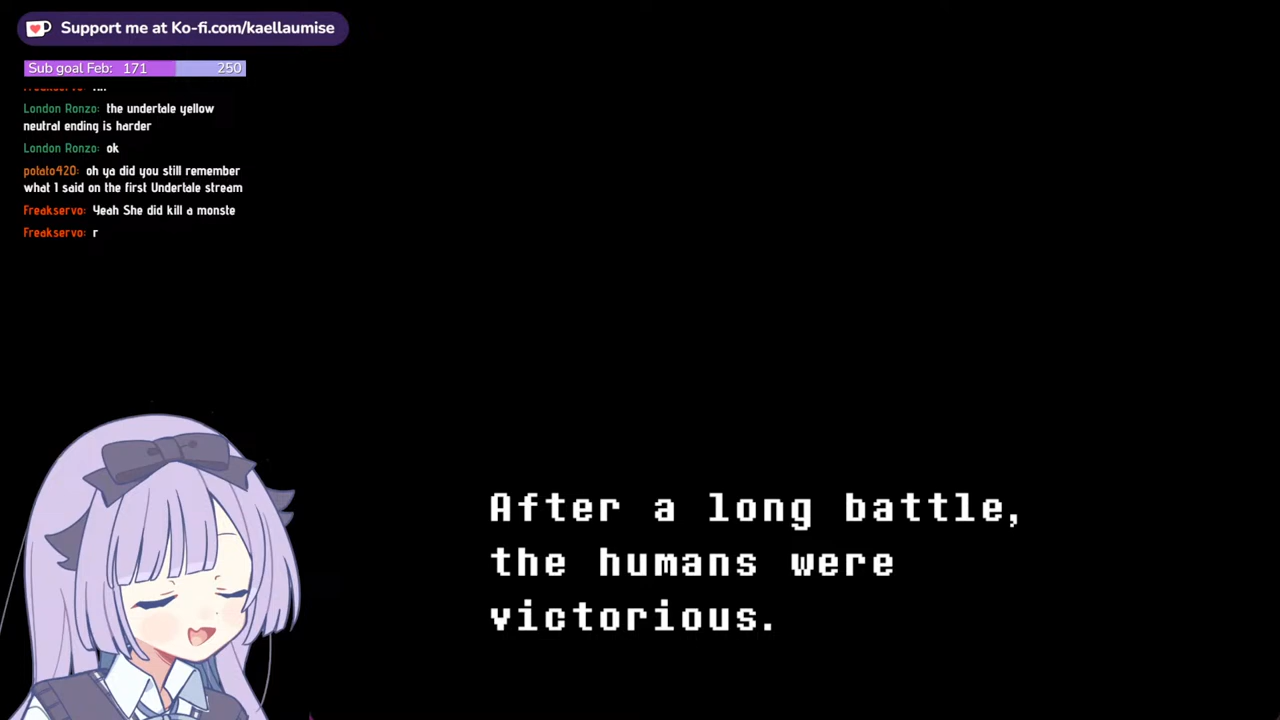 Support me at Ko-fi.com/kaellaumise
Sub goal Feb: 171 250
London Ronzo: the undertale yellow
neutral ending is harder
London Ronzo: ok
potato420: oh ya did you still remember
what I said on the first Undertale stream
Freakservo: Yeah She did kill a monste
Freakservo: r
After a long battle,
the humans were
victorious.